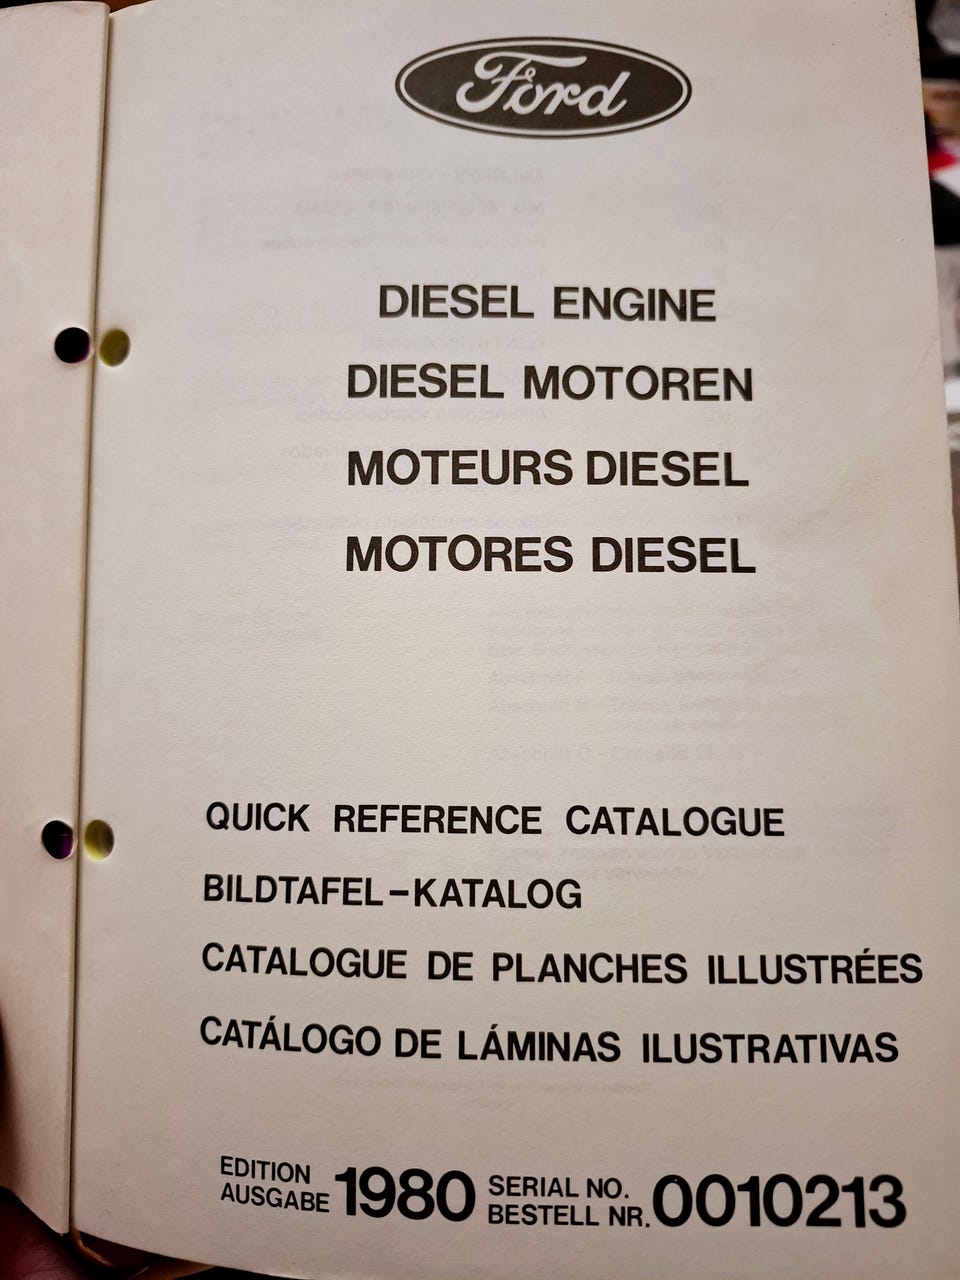 Ford
DIESEL ENGINE
DIESEL MOTOREN
MOTEURS DIESEL
MOTORES DIESEL
QUICK REFERENCE CATALOGUE
BILDTAFEL-KATALOG
CATALOGUE DE PLANCHES ILLUSTRÉES
CATÁLOGO DE LÁMINAS ILUSTRATIVAS
EDITION
AUSGABE 1980
SERIAL NO.
BESTELL NR. 0010213